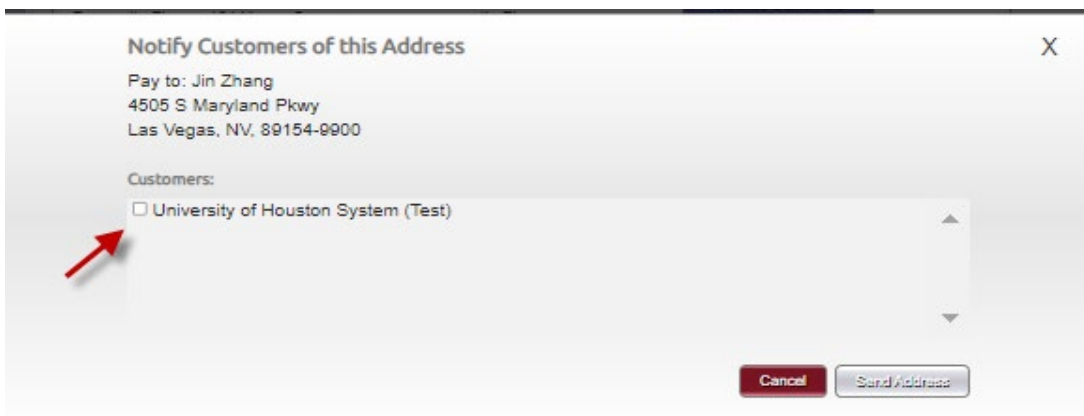 Notify Customers of this Address
X
Pay to: Jin Zhang
4505 S Maryland Pkwy
Las Vegas, NV, 89154-9900
Customers:
University of Houston System (Test)
Cancel
Send Address